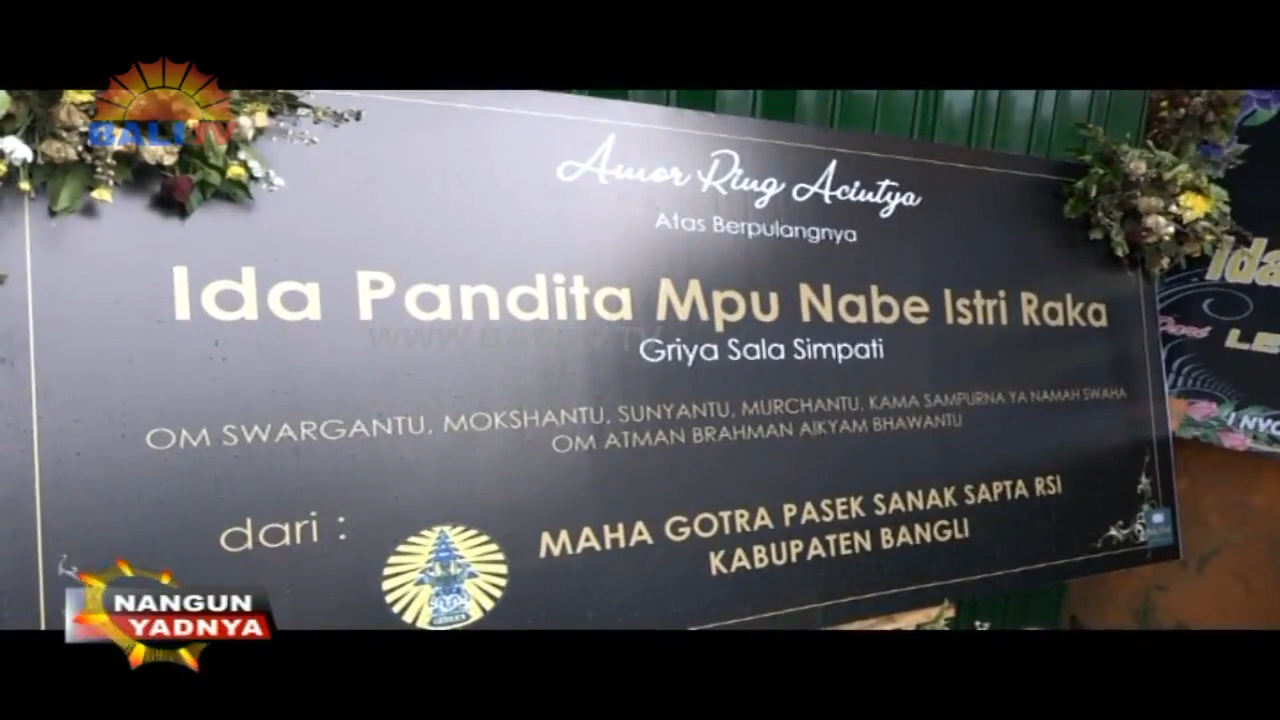 BALI TV
Amor Ring Aciutya
Atas Berpulangnya
Ida Pandita Mpu Nabe Istri Raka
Griya Sala Simpati
OM SWARGANTU, MOKSHANTU, SUNYANTU, MURCHANTU, KAMA SAMPURNA YA NAMAH SWAHA
OM ATMAN BRAHMAN AIKYAM BHAWANTU
dari :
MAHA GOTRA PASEK SANAK SAPTA RSI
KABUPATEN BANGLI
Ida
LE
NANGUN
YADNYA